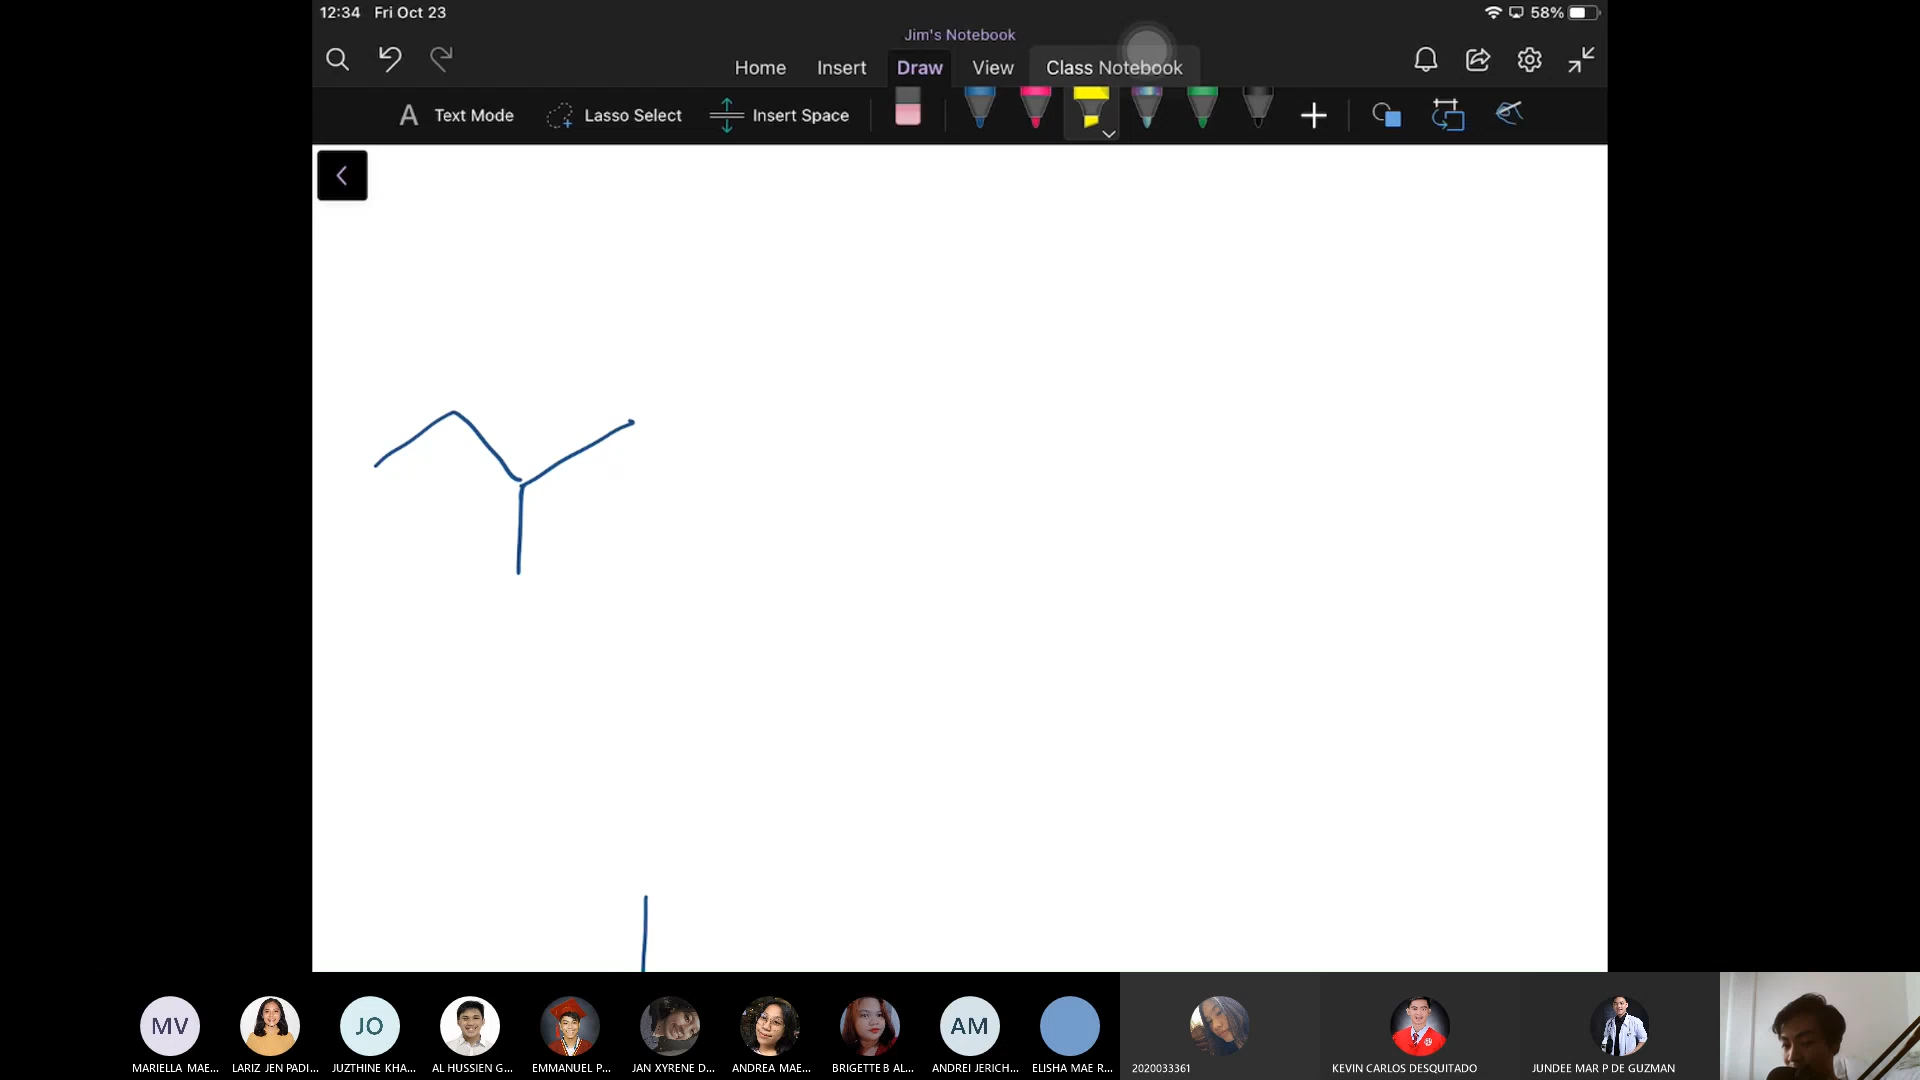 12:34 Fri Oct 23
58%
Jim's Notebook
Home Insert Draw View Class Notebook
Text Mode Lasso Select Insert Space
MV JO AM
MARIELLA MAE... LARIZ JEN PADI... JUZTHINE KHA... AL HUSSIEN G... EMMANUEL P... JAN XYRENE D... ANDREA MAE... BRIGETTE B AL... ANDREI JERICH... ELISHA MAE R... 2020033361 KEVIN CARLOS DESQUITADO JUNDEE MAR P DE GUZMAN